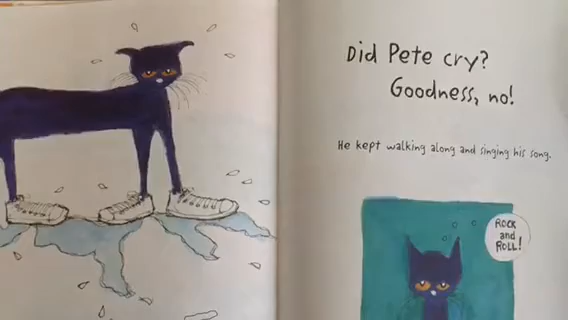 Did Pete cry?
Goodness, no!
He kept walking along and singing his song.
ROCK
and
ROLL!